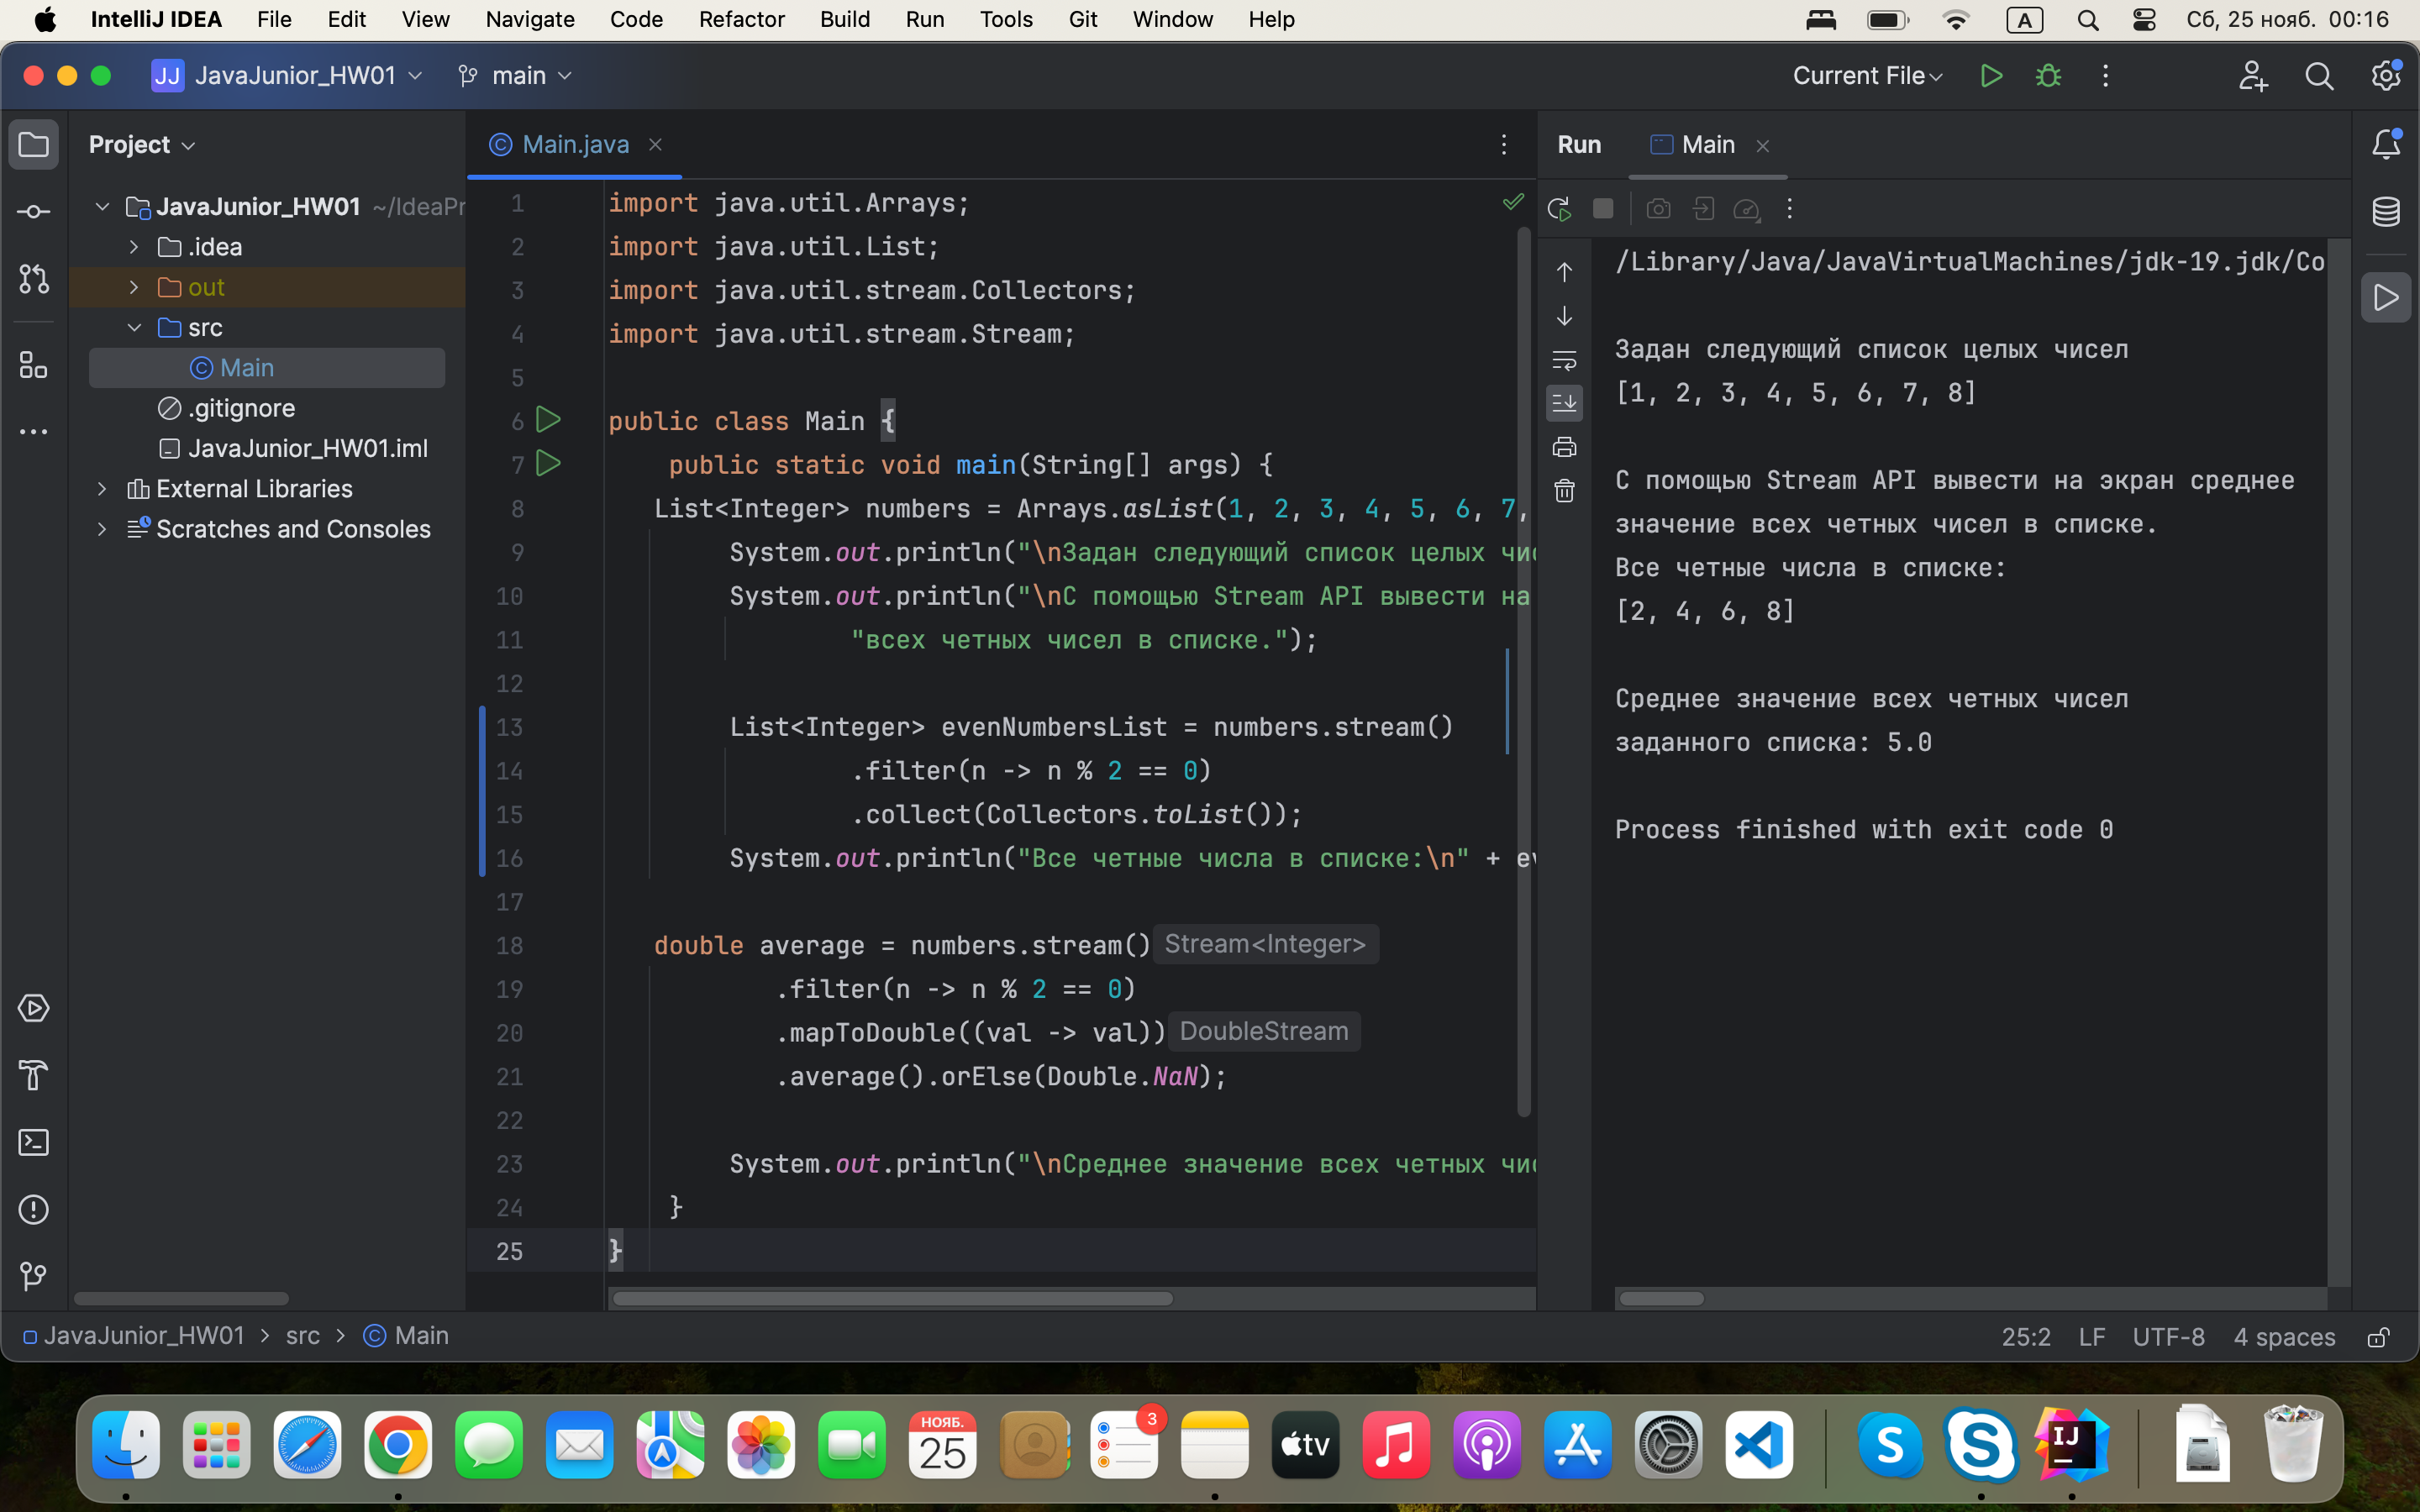 IntelliJ IDEA File Edit View Navigate Code Refactor Build Run Tools Git Window Help A Сб, 25 нояб. 00:16
JJ JavaJunior_HW01 main Current File
Project
JavaJunior_HW01 ~/IdeaPr
.idea
out
src
Main
.gitignore
JavaJunior_HW01.iml
External Libraries
Scratches and Consoles
Main.java
1 import java.util.Arrays;
2 import java.util.List;
3 import java.util.stream.Collectors;
4 import java.util.stream.Stream;
5
6 public class Main {
7 public static void main(String[] args) {
8 List<Integer> numbers = Arrays.asList(1, 2, 3, 4, 5, 6, 7,
9 System.out.println("\nЗадан следующий список целых чис
10 System.out.println("\nС помощью Stream API вывести на
11 "всех четных чисел в списке.");
12
13 List<Integer> evenNumbersList = numbers.stream()
14 .filter(n -> n % 2 == 0)
15 .collect(Collectors.toList());
16 System.out.println("Все четные числа в списке:\n" + ev
17
18 double average = numbers.stream() Stream<Integer>
19 .filter(n -> n % 2 == 0)
20 .mapToDouble((val -> val)) DoubleStream
21 .average().orElse(Double.NaN);
22
23 System.out.println("\nСреднее значение всех четных чис
24 }
25 }
Run Main
/Library/Java/JavaVirtualMachines/jdk-19.jdk/Co
Задан следующий список целых чисел
[1, 2, 3, 4, 5, 6, 7, 8]
С помощью Stream API вывести на экран среднее
значение всех четных чисел в списке.
Все четные числа в списке:
[2, 4, 6, 8]
Среднее значение всех четных чисел
заданного списка: 5.0
Process finished with exit code 0
JavaJunior_HW01 > src > Main 25:2 LF UTF-8 4 spaces
НОЯБ.
25
3
tv
S
S
IJ